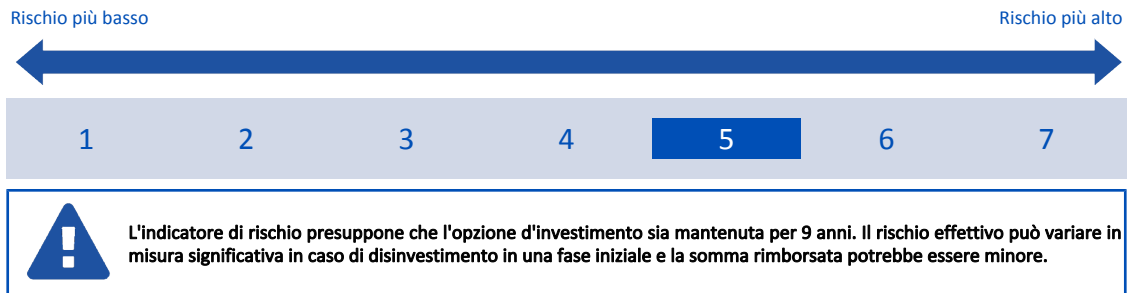 Rischio più basso Rischio più alto
1 2 3 4 5 6 7
L'indicatore di rischio presuppone che l'opzione d'investimento sia mantenuta per 9 anni. Il rischio effettivo può variare in
misura significativa in caso di disinvestimento in una fase iniziale e la somma rimborsata potrebbe essere minore.